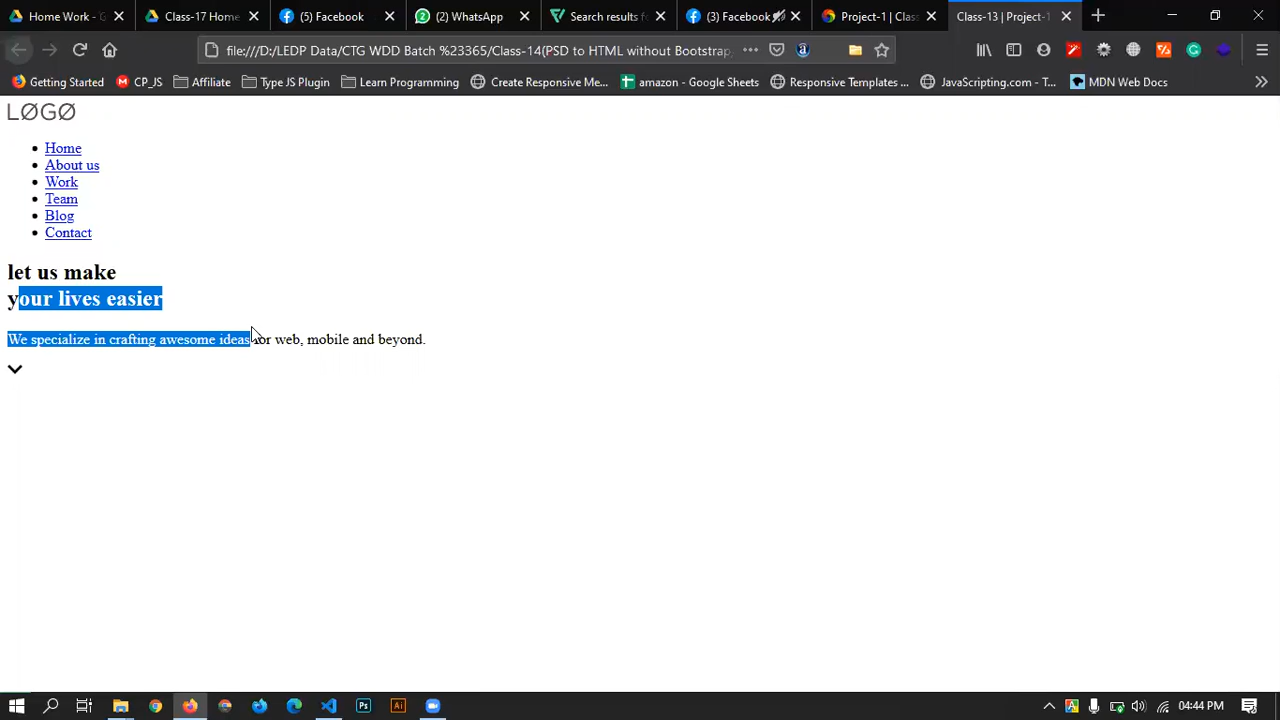 Home Work - G
Class-17 Home
(5) Facebook
(2) WhatsApp
Search results fo
(3) Facebook
Project-1 | Class
Class-13 | Project-1
file:///D:/LEDP Data/CTG WDD Batch %23365/Class-14(PSD to HTML without Bootstrap,
Getting Started
CP_JS
Affiliate
Type JS Plugin
Learn Programming
Create Responsive Me...
amazon - Google Sheets
Responsive Templates ...
JavaScripting.com - T...
MDN Web Docs
LØGØ
Home
About us
Work
Team
Blog
Contact
let us make
your lives easier
We specialize in crafting awesome ideas for web, mobile and beyond.
04:44 PM